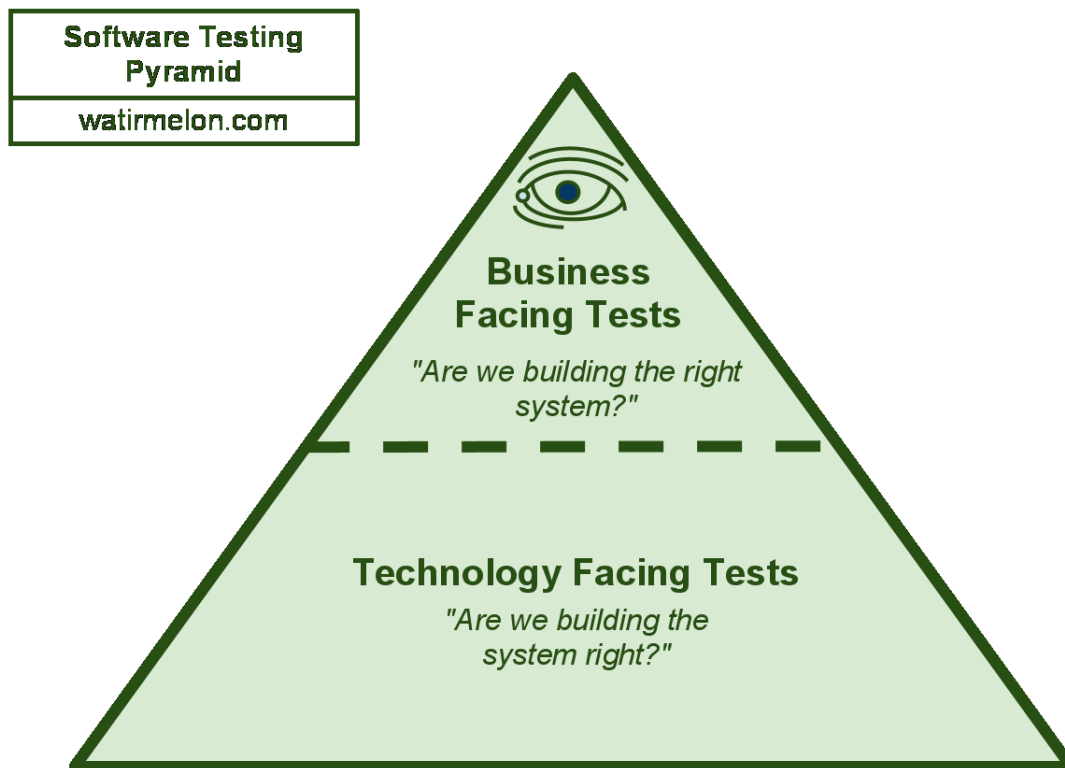 Software Testing
Pyramid
watirmelon.com
Business
Facing Tests
"Are we building the right
system?"
Technology Facing Tests
"Are we building the
system right?"